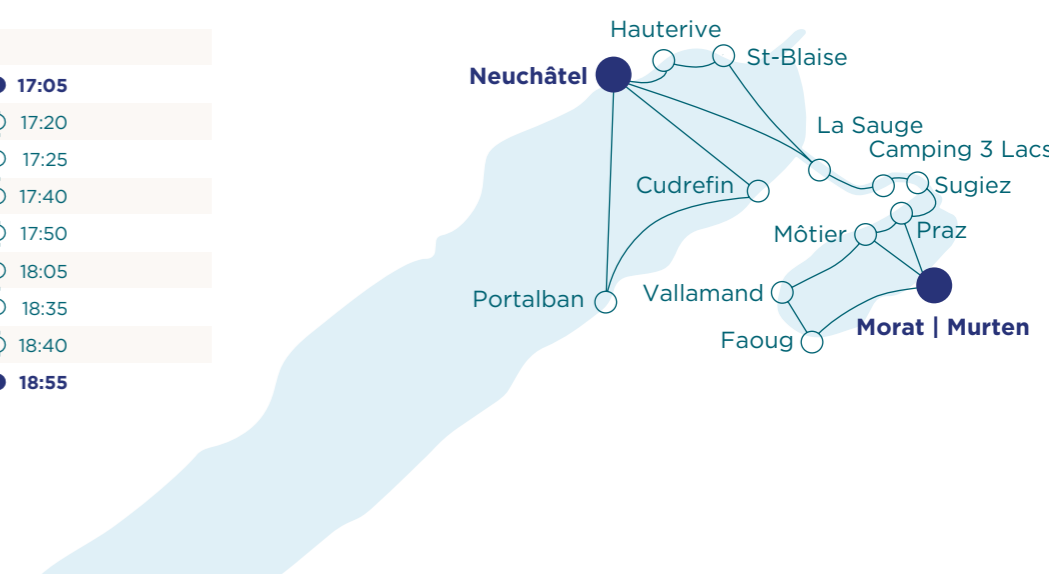 17:05
17:20
17:25
17:40
17:50
18:05
18:35
18:40
18:55
Hauterive
St-Blaise
Neuchâtel
La Sauge
Camping 3 Lacs
Cudrefin
Sugiez
Môtier
Praz
Portalban
Vallamand
Morat | Murten
Faoug